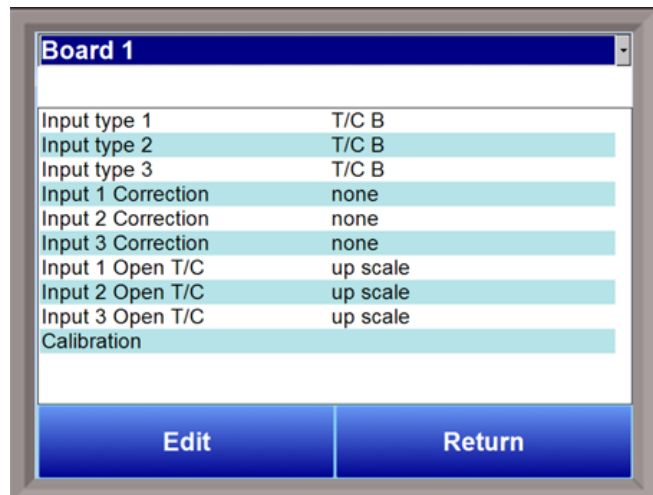 Board 1
Input type 1 T/C B
Input type 2 T/C B
Input type 3 T/C B
Input 1 Correction none
Input 2 Correction none
Input 3 Correction none
Input 1 Open T/C up scale
Input 2 Open T/C up scale
Input 3 Open T/C up scale
Calibration
Edit Return